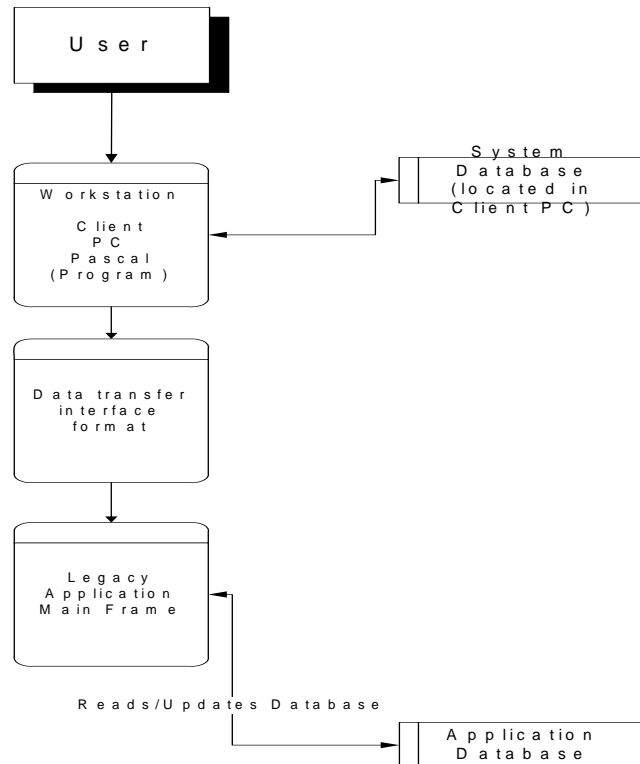 User
System
Database
(located in
Client PC)
Workstation
Client
PC
Pascal
(Program)
Data transfer
interface
format
Legacy
Application
Main Frame
Reads/Updates Database
Application
Database